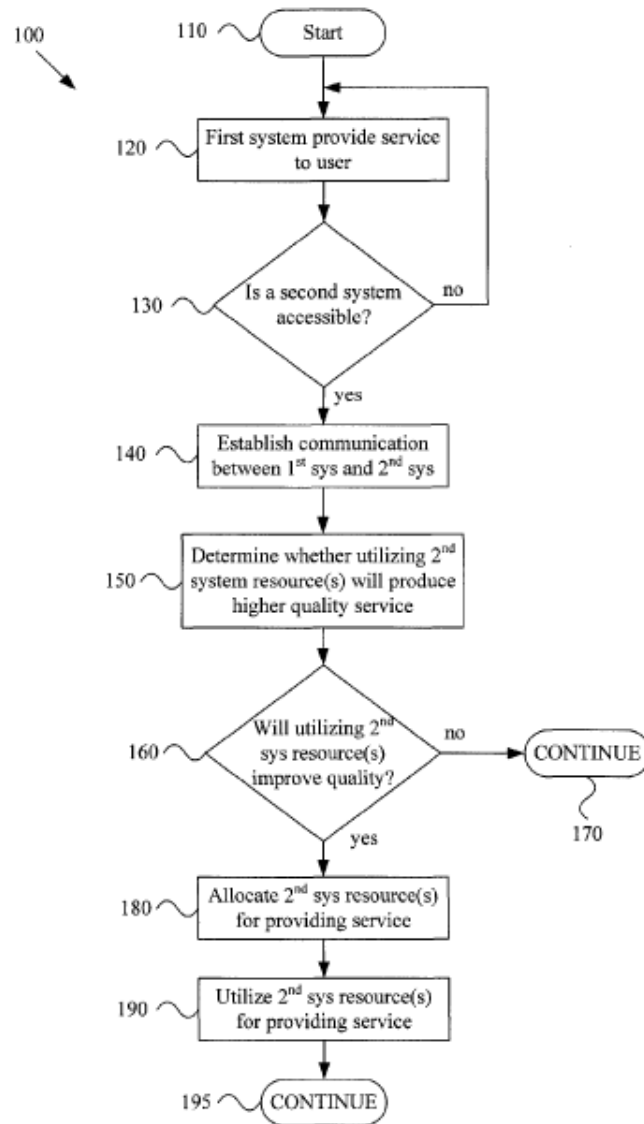 100
110
Start
120
First system provide service
to user
130
Is a second system
accessible?
no
yes
140
Establish communication
between 1st sys and 2nd sys
150
Determine whether utilizing 2nd
system resource(s) will produce
higher quality service
160
Will utilizing 2nd
sys resource(s)
improve quality?
no
CONTINUE
170
yes
180
Allocate 2nd sys resource(s)
for providing service
190
Utilize 2nd sys resource(s)
for providing service
195
CONTINUE